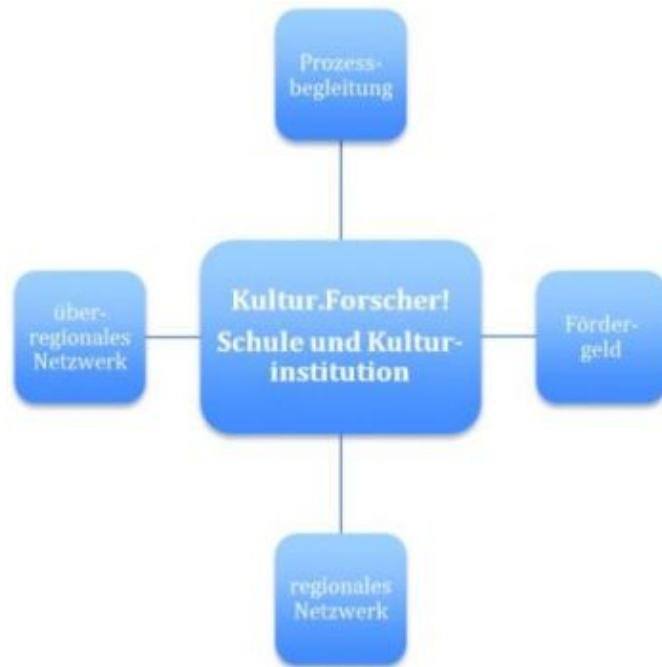 Prozess-
begleitung
Kultur.Forscher!
Schule und Kultur-
institution
über-
regionales
Netzwerk
Förder-
geld
regionales
Netzwerk